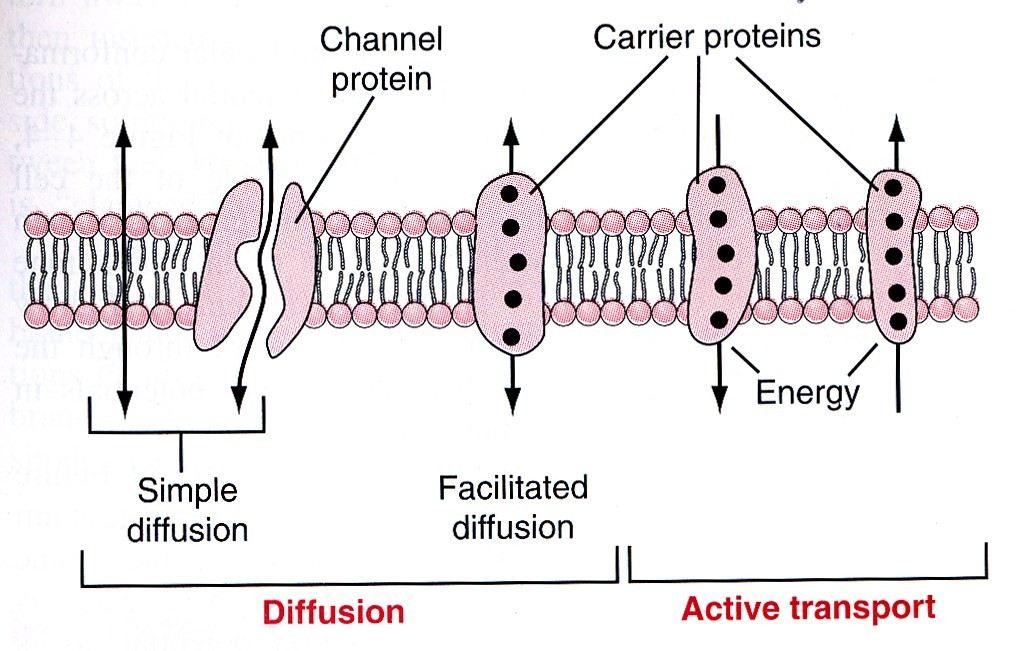 Channel
protein
Carrier proteins
Energy
Simple
diffusion
Facilitated
diffusion
Diffusion
Active transport